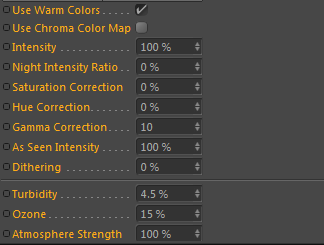 Use Warm Colors
Use Chroma Color Map
Intensity . . . . . . . . . . . 100 %
Night Intensity Ratio . . 0 %
Saturation Correction 0 %
Hue Correction . . . . . . 0 %
Gamma Correction . . . 10
As Seen Intensity . . . . 100 %
Dithering . . . . . . . . . . . 0 %
Turbidity . . . . . . . . . . . 4.5 %
Ozone . . . . . . . . . . . . . 15 %
Atmosphere Strength 100 %